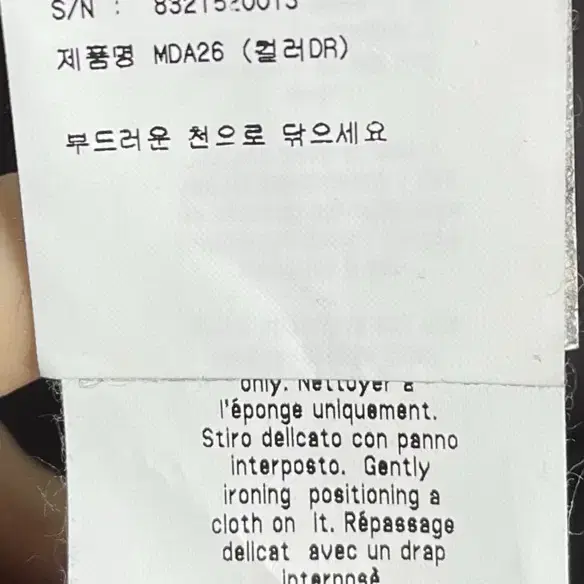 S/N :
제품명 MDA26 (컬러DR)
부드러운 천으로 닦으세요
only. Nettoyer à
l'éponge uniquement.
Stiro delicato con panno
interposto. Gently
ironing positioning a
cloth on it. Répassage
delicat avec un drap
interposè